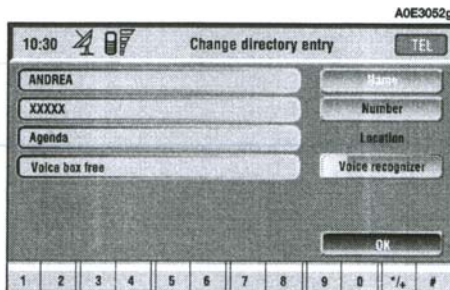 A0E3052g
10:30 Change directory entry TEL
ANDREA Name
XXXXX Number
Agenda Location
Voice box free Voice recognizer
OK
1 2 3 4 5 6 7 8 9 0 */+ #